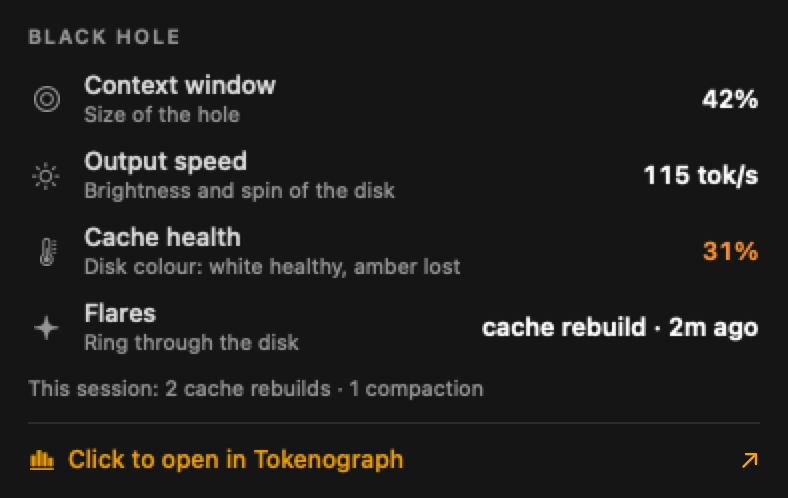 BLACK HOLE
Context window
Size of the hole
42%
Output speed
Brightness and spin of the disk
115 tok/s
Cache health
Disk colour: white healthy, amber lost
31%
Flares
Ring through the disk
cache rebuild · 2m ago
This session: 2 cache rebuilds · 1 compaction
Click to open in Tokenograph